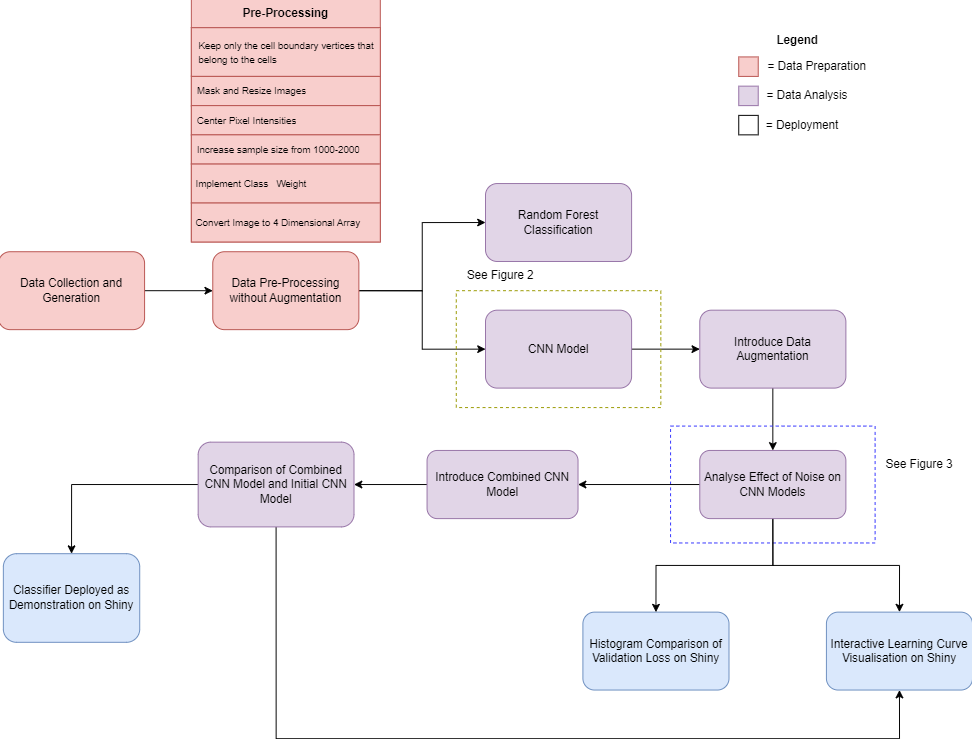 Pre-Processing
Keep only the cell boundary vertices that
belong to the cells
Mask and Resize Images
Center Pixel Intensities
Increase sample size from 1000-2000
Implement Class Weight
Convert Image to 4 Dimensional Array
Legend
= Data Preparation
= Data Analysis
= Deployment
Random Forest
Classification
Data Collection and
Generation
Data Pre-Processing
without Augmentation
See Figure 2
CNN Model
Introduce Data
Augmentation
Comparison of Combined
CNN Model and Initial CNN
Model
Introduce Combined CNN
Model
Analyse Effect of Noise on
CNN Models
See Figure 3
Classifier Deployed as
Demonstration on Shiny
Histogram Comparison of
Validation Loss on Shiny
Interactive Learning Curve
Visualisation on Shiny